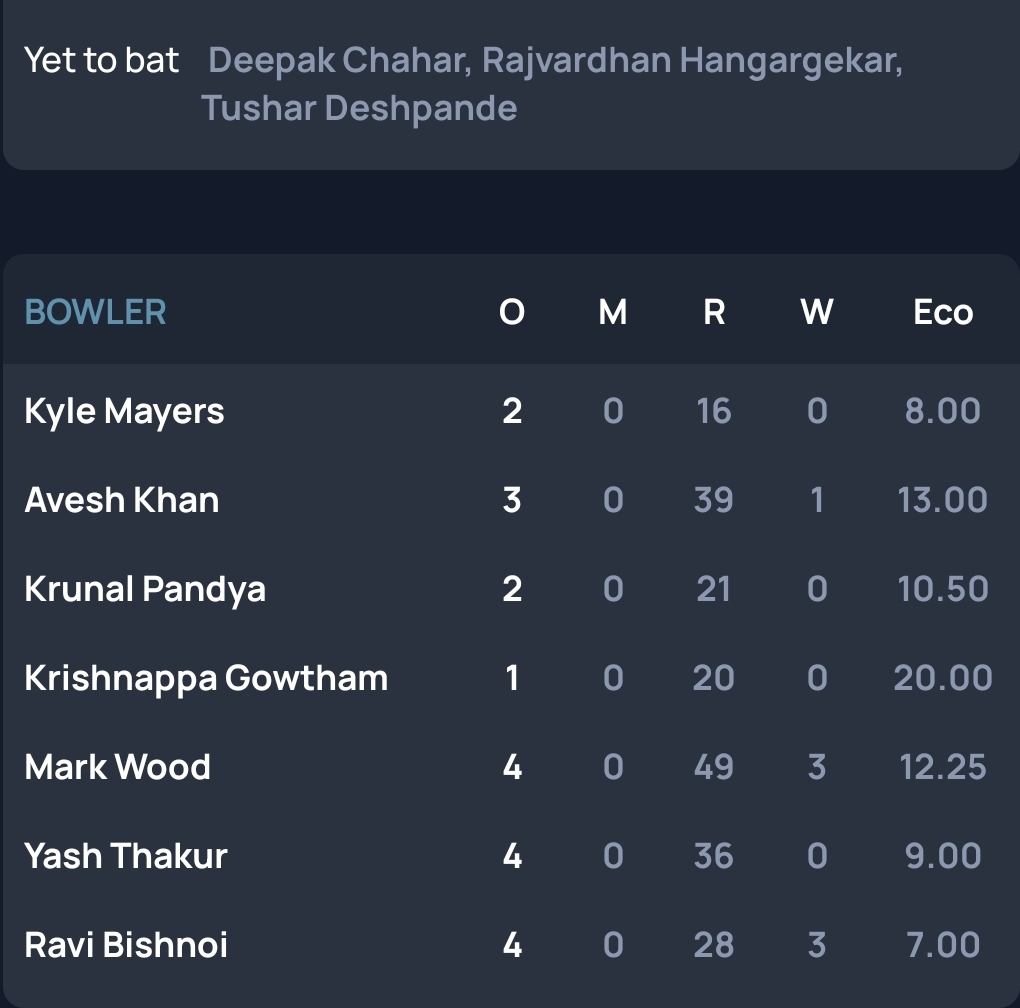 Yet to bat Deepak Chahar, Rajvardhan Hangargekar,
Tushar Deshpande
BOWLER O M R W Eco
Kyle Mayers 2 0 16 0 8.00
Avesh Khan 3 0 39 1 13.00
Krunal Pandya 2 0 21 0 10.50
Krishnappa Gowtham 1 0 20 0 20.00
Mark Wood 4 0 49 3 12.25
Yash Thakur 4 0 36 0 9.00
Ravi Bishnoi 4 0 28 3 7.00